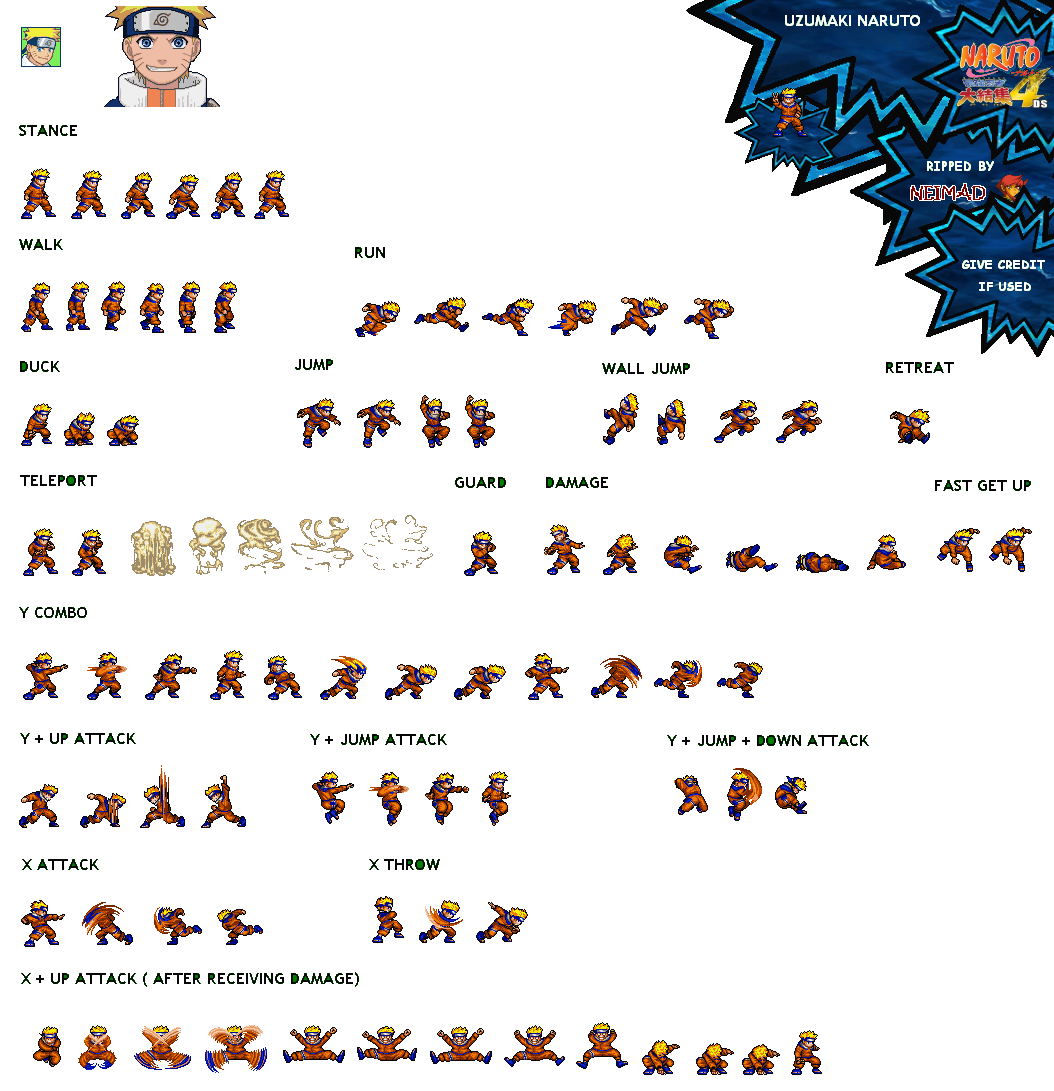 UZUMAKI NARUTO
NARUTO
大結集4
DS
STANCE
RIPPED BY
NEIMAD
WALK
RUN
GIVE CREDIT
IF USED
DUCK
JUMP
WALL JUMP
RETREAT
TELEPORT
GUARD
DAMAGE
FAST GET UP
Y COMBO
Y + UP ATTACK
Y + JUMP ATTACK
Y + JUMP + DOWN ATTACK
X ATTACK
X THROW
X + UP ATTACK ( AFTER RECEIVING DAMAGE)